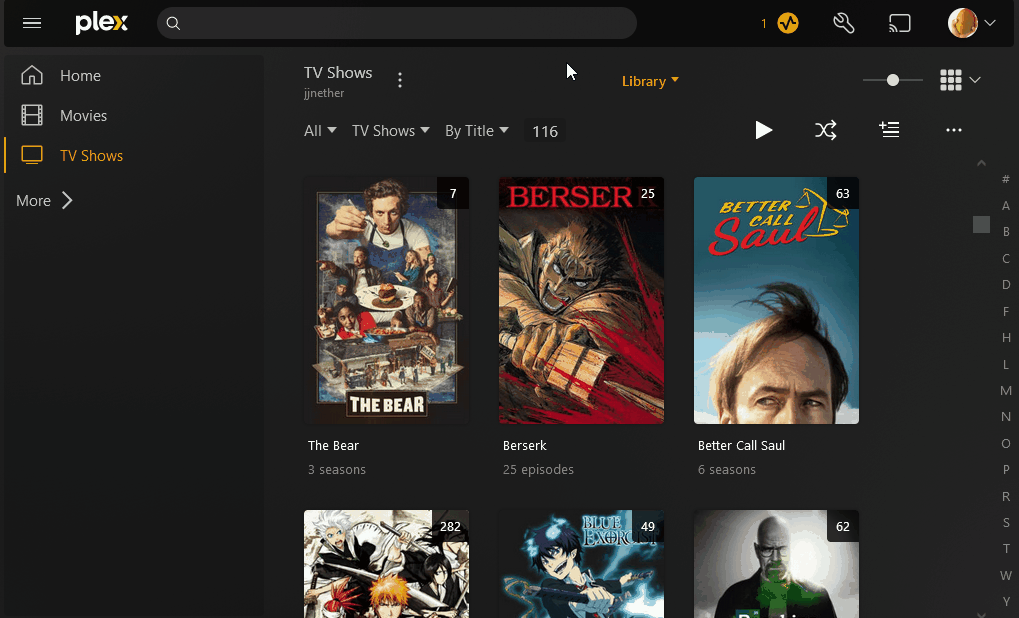 plex
1
Home
Movies
TV Shows
More
TV Shows
jjnether
Library
All
TV Shows
By Title
116
7
THE BEAR
The Bear
3 seasons
25
BERSER
Berserk
25 episodes
63
BETTER
CALL
Saul
Better Call Saul
6 seasons
282
49
BLUE
EXORCIST
62
#
A
B
C
D
F
H
L
M
N
O
P
R
S
T
W
Y